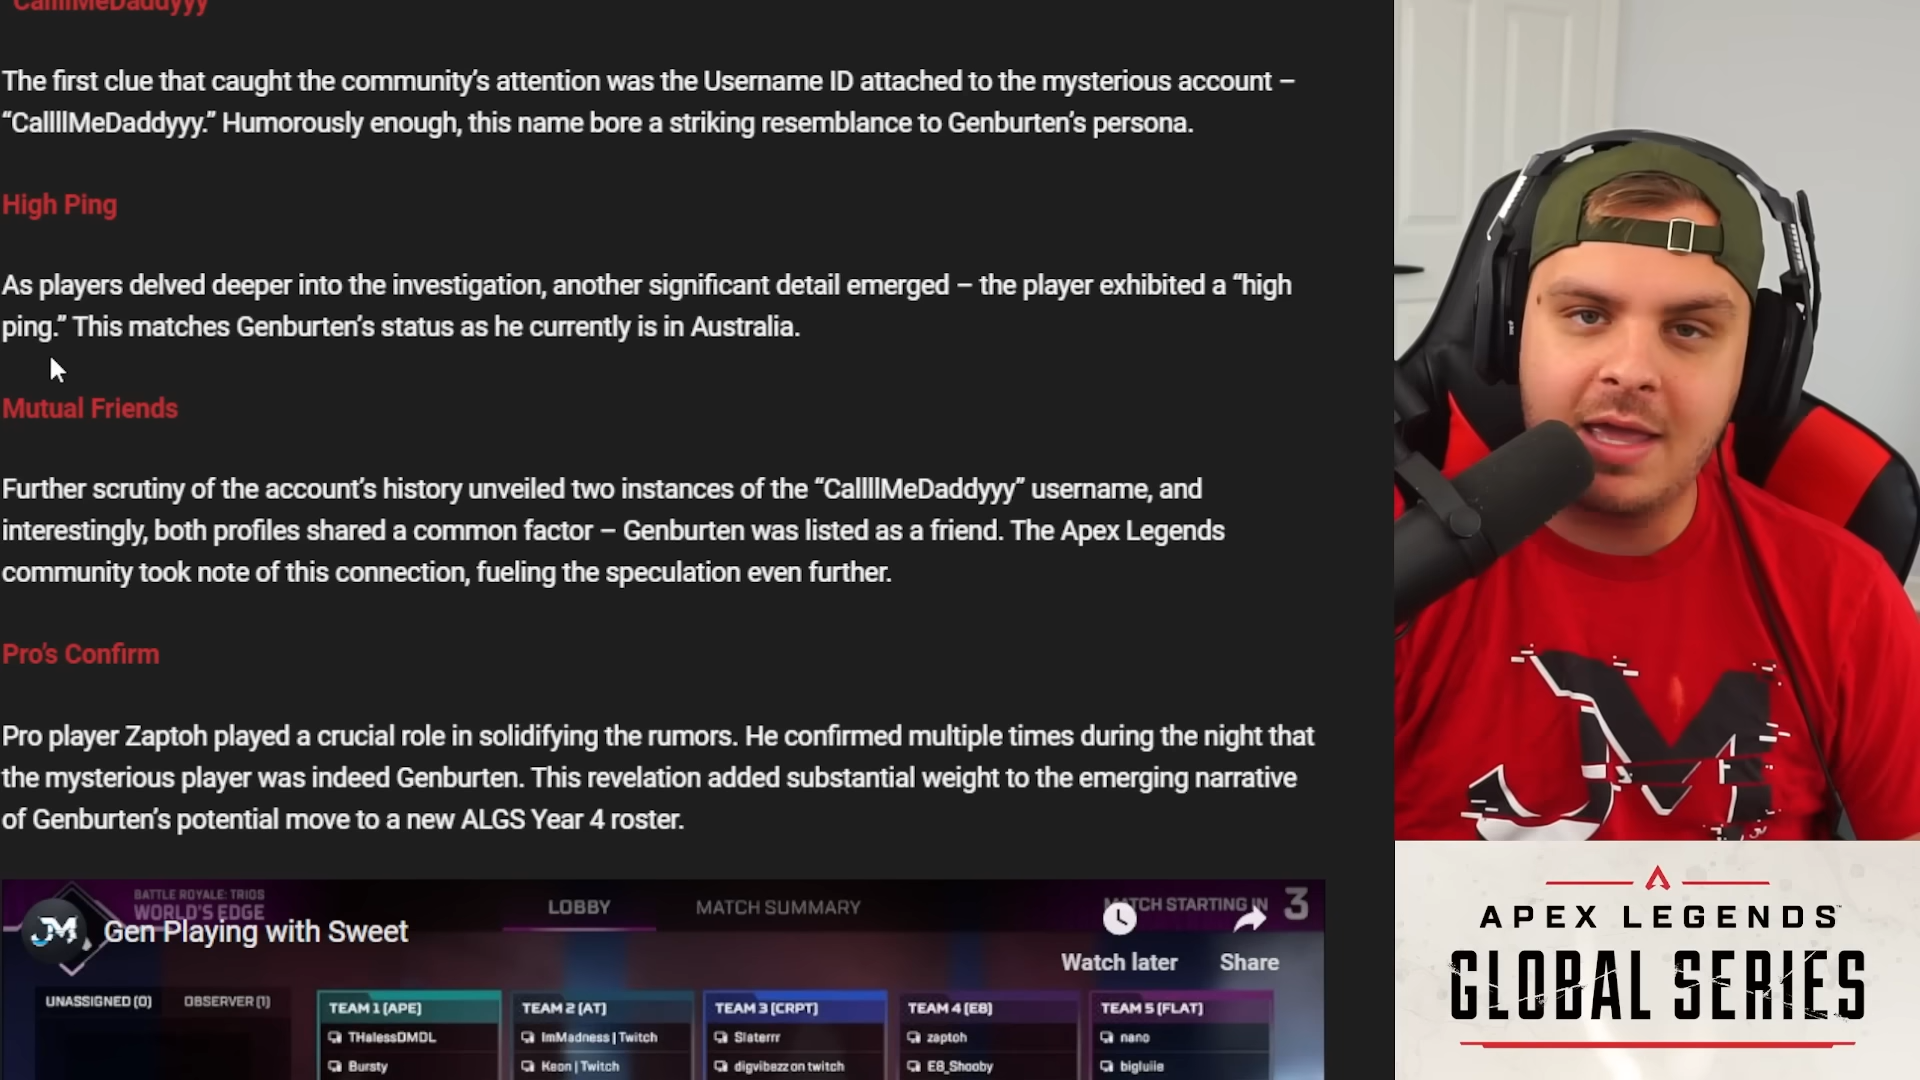 "CallllMeDaddyyy"
The first clue that caught the community's attention was the Username ID attached to the mysterious account –
"CallllMeDaddyyy." Humorously enough, this name bore a striking resemblance to Genburten's persona.
High Ping
As players delved deeper into the investigation, another significant detail emerged – the player exhibited a "high
ping." This matches Genburten's status as he currently is in Australia.
Mutual Friends
Further scrutiny of the account's history unveiled two instances of the "CallllMeDaddyyy" username, and
interestingly, both profiles shared a common factor – Genburten was listed as a friend. The Apex Legends
community took note of this connection, fueling the speculation even further.
Pro's Confirm
Pro player Zaptoh played a crucial role in solidifying the rumors. He confirmed multiple times during the night that
the mysterious player was indeed Genburten. This revelation added substantial weight to the emerging narrative
of Genburten's potential move to a new ALGS Year 4 roster.
BATTLE ROYALE: TRIOS
WORLD'S EDGE
LOBBY
MATCH SUMMARY
MATCH STARTING IN 3
JM
Gen Playing with Sweet
Watch later
Share
UNASSIGNED (0)
OBSERVER (1)
TEAM 1 [APE]
TEAM 2 [AT]
TEAM 3 [CRPT]
TEAM 4 [E8]
TEAM 5 [FLAT]
THalessDMDL
ImMadness | Twitch
Slaterrr
zaptoh
nano
Bursty
Keon | Twitch
digvibezz on twitch
E8_Shooby
bigluiie
JM
APEX LEGENDS
GLOBAL SERIES